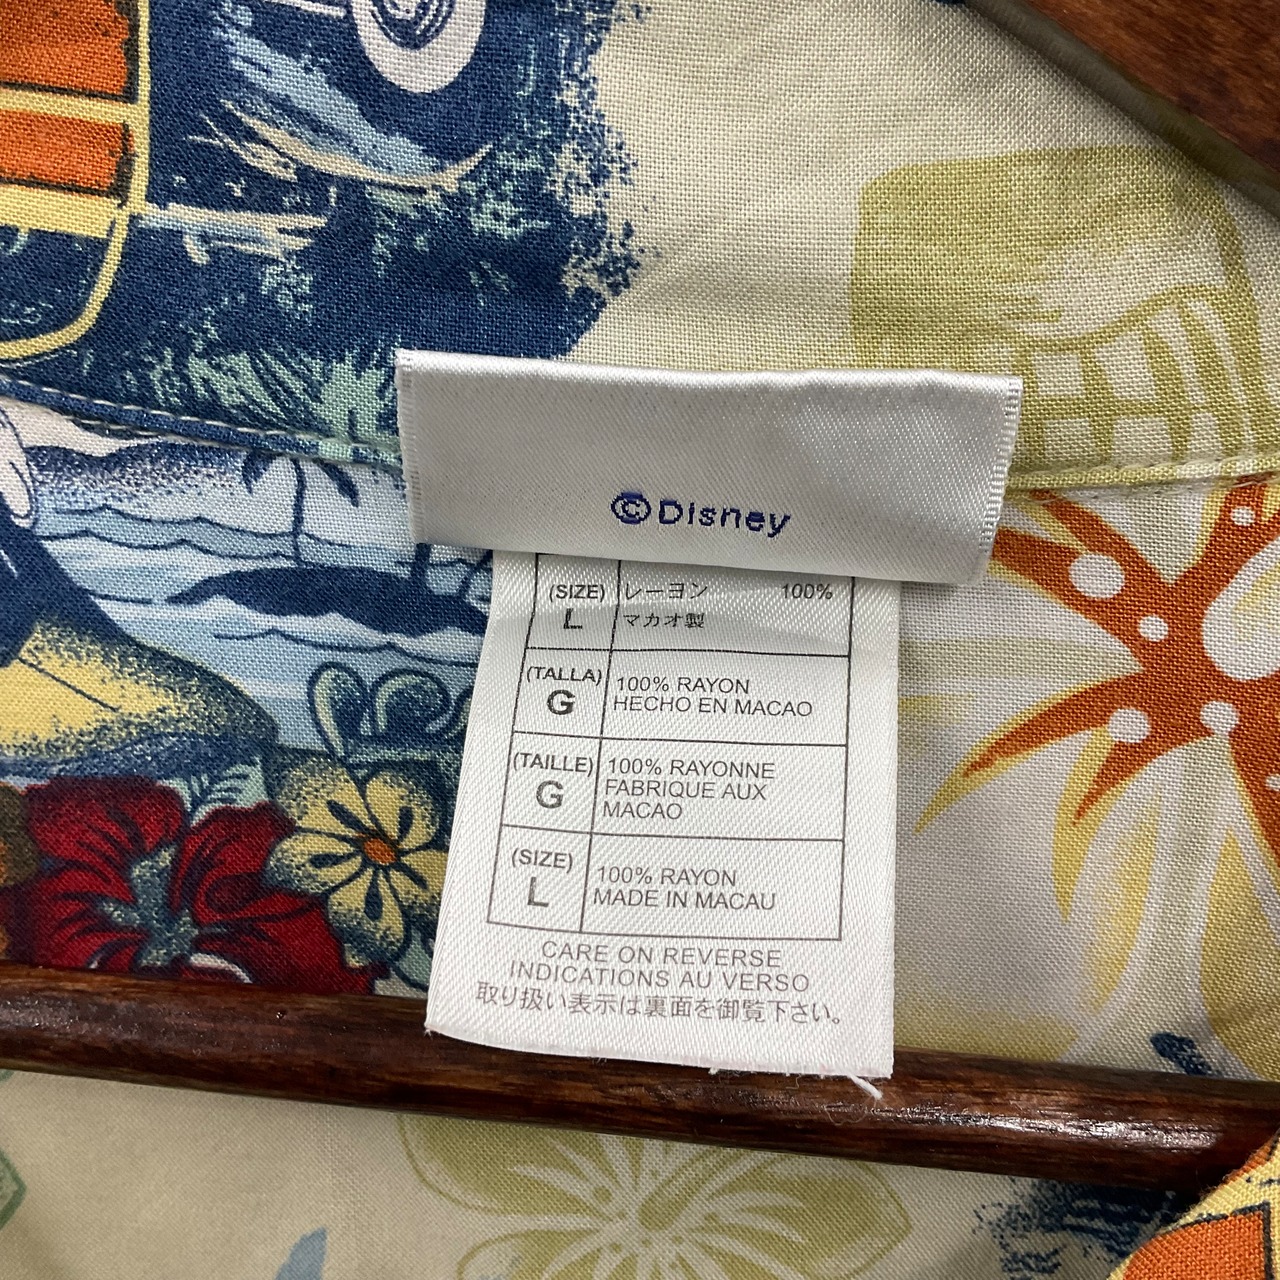 ©Disney
(SIZE) レーヨン 100%
L マカオ製
(TALLA) 100% RAYON
G HECHO EN MACAO
(TAILLE) 100% RAYONNE
G FABRIQUE AUX
MACAO
(SIZE) 100% RAYON
L MADE IN MACAU
CARE ON REVERSE
INDICATIONS AU VERSO
取り扱い表示は裏面を御覧下さい。